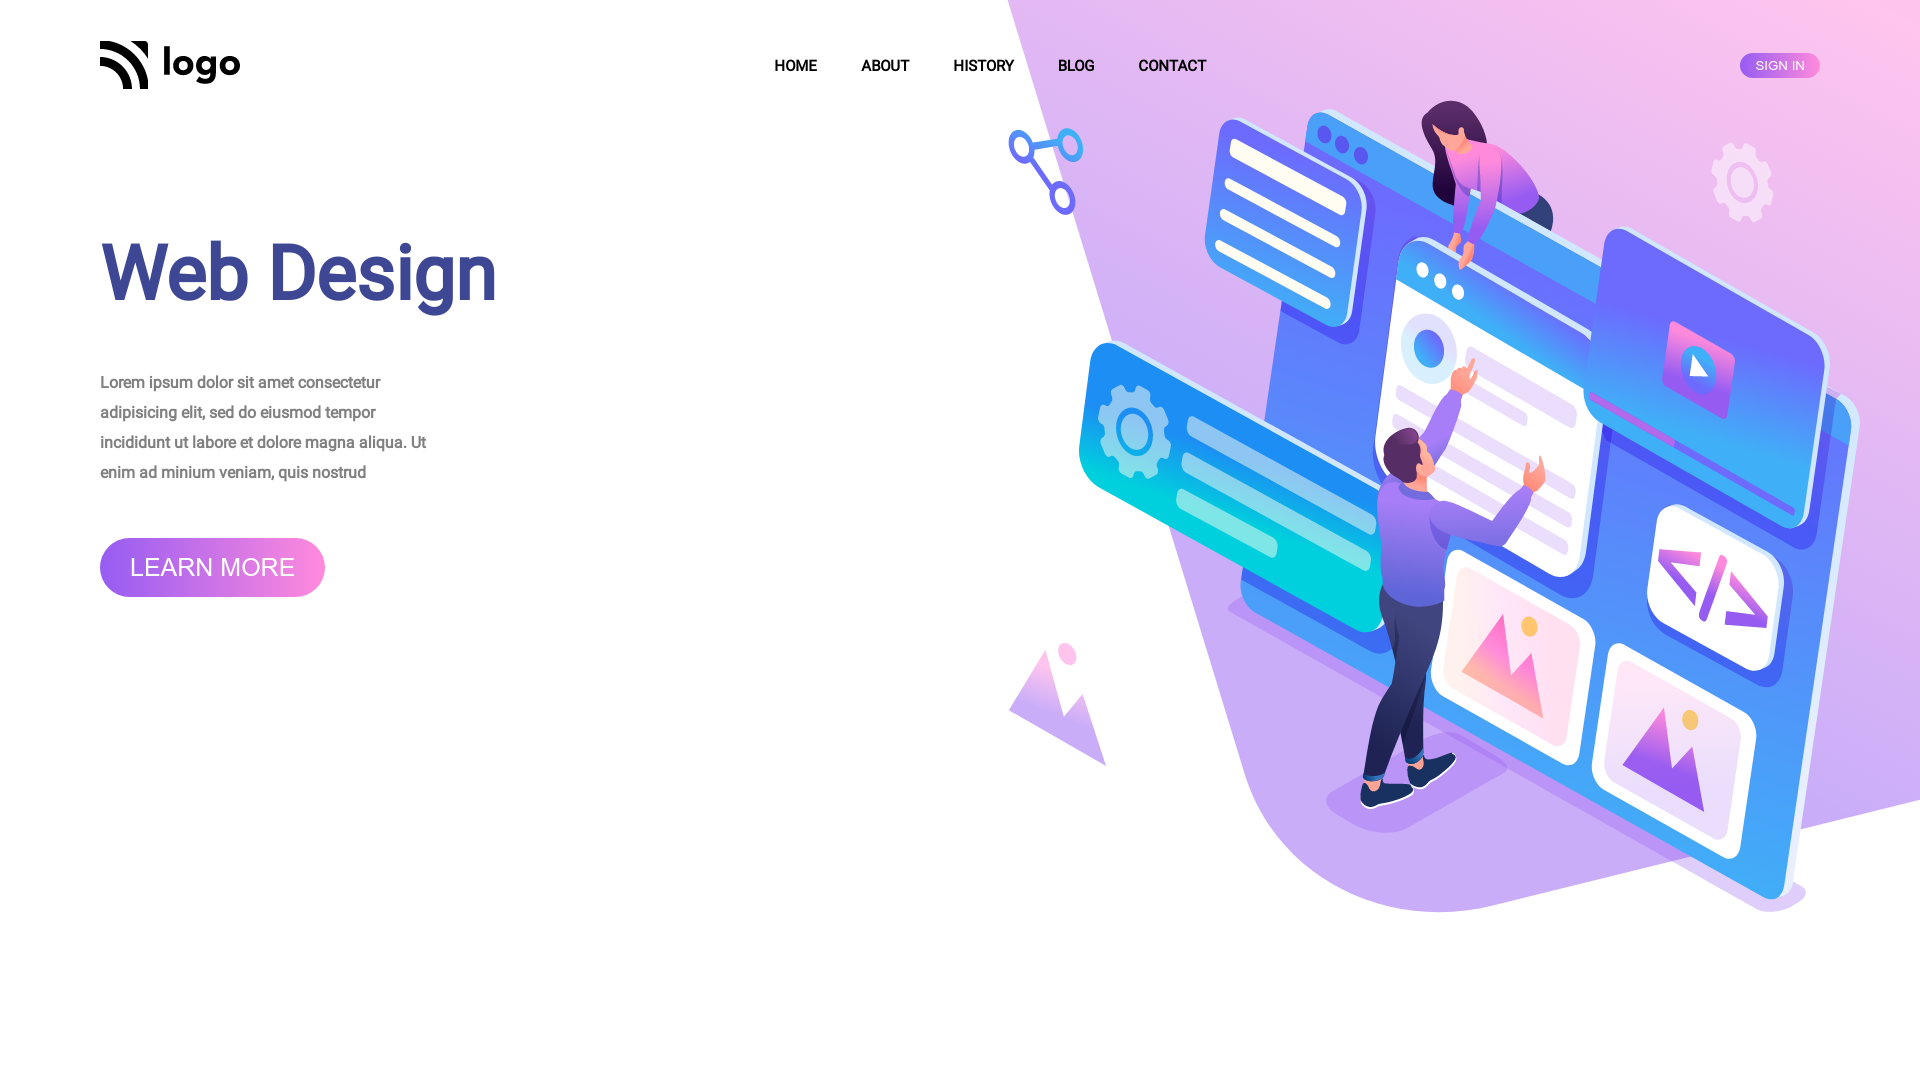 logo
HOME ABOUT HISTORY BLOG CONTACT
SIGN IN
Web Design
Lorem ipsum dolor sit amet consectetur
adipisicing elit, sed do eiusmod tempor
incididunt ut labore et dolore magna aliqua. Ut
enim ad minium veniam, quis nostrud
LEARN MORE
</>